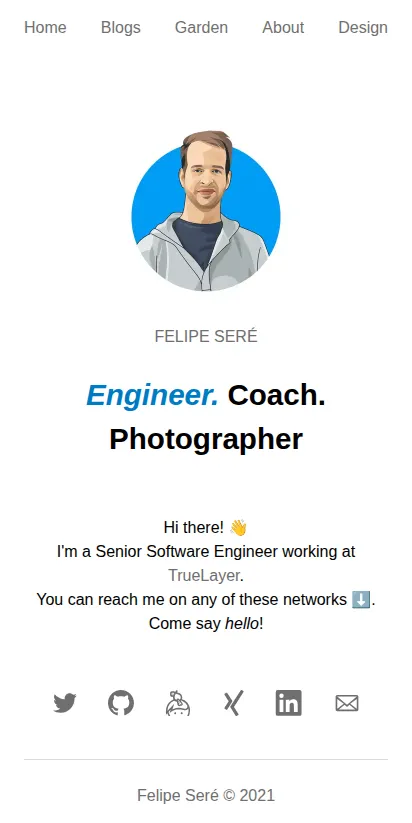 Home Blogs Garden About Design
FELIPE SERÉ
Engineer. Coach.
Photographer
Hi there! 👋
I'm a Senior Software Engineer working at
TrueLayer.
You can reach me on any of these networks ⬇️.
Come say hello!
in
Felipe Seré © 2021